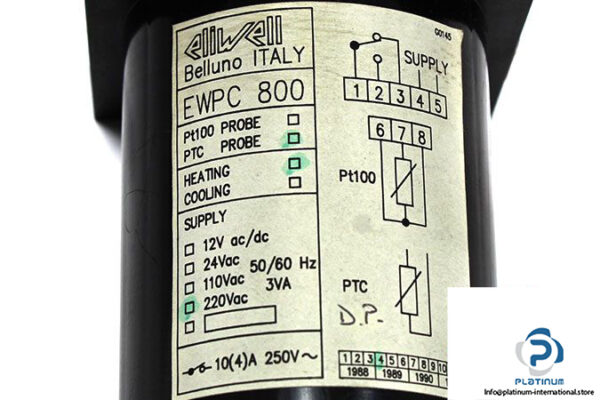 eliwell
Belluno ITALY
EWPC 800
Pt100 PROBE
PTC PROBE
HEATING
COOLING
SUPPLY
12V ac/dc
24Vac
110Vac
220Vac
50/60 Hz
3VA
10(4)A 250V~
G0145
SUPPLY
1 2 3 4 5
6 7 8
Pt100
PTC
D.P.
1 2 3 4 5 6 7 8 9 10
1988 1989 1990
PLATINUM
Info@platinum-international.store